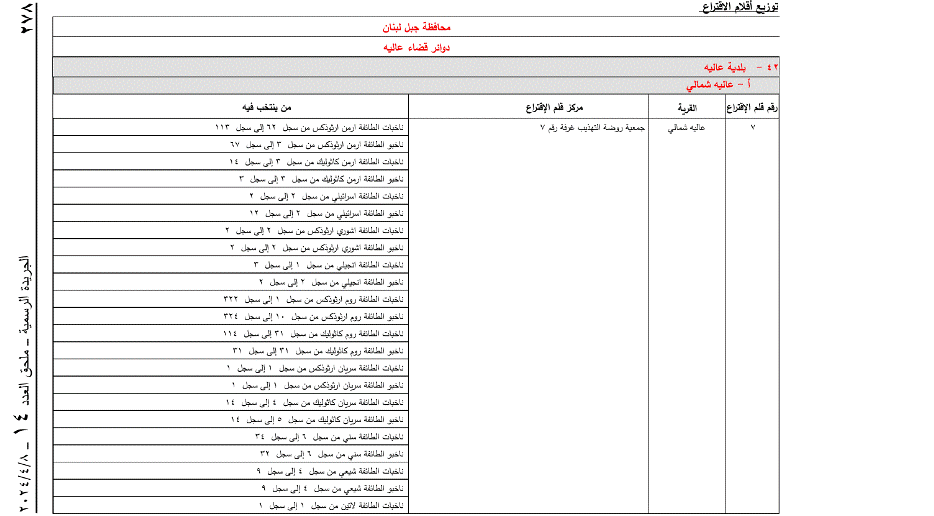 توزيع أقلام الاقتراع
محافظة جبل لبنان
دوائر قضاء عاليه
٤٢ - بلدية عاليه
أ - عاليه شمالي
رقم قلم الإقتراع القرية مركز قلم الإقتراع من ينتخب فيه
٧ عاليه شمالي جمعية روضة التهذيب غرفة رقم ٧ ناخبات الطائفة ارمن ارثوذكس من سجل ٦٢ إلى سجل ١١٣
ناخبو الطائفة ارمن ارثوذكس من سجل ٣ إلى سجل ٦٧
ناخبات الطائفة ارمن كاثوليك من سجل ٣ إلى سجل ١٤
ناخبو الطائفة ارمن كاثوليك من سجل ٣ إلى سجل ٣
ناخبات الطائفة اسرائيلي من سجل ٢ إلى سجل ٢
ناخبو الطائفة اسرائيلي من سجل ٢ إلى سجل ١٢
ناخبات الطائفة اشوري ارثوذكس من سجل ٢ إلى سجل ٢
ناخبو الطائفة اشوري ارثوذكس من سجل ٢ إلى سجل ٢
ناخبات الطائفة انجيلي من سجل ١ إلى سجل ٣
ناخبو الطائفة انجيلي من سجل ٢ إلى سجل ٢
ناخبات الطائفة روم ارثوذكس من سجل ١ إلى سجل ٣٢٢
ناخبو الطائفة روم ارثوذكس من سجل ١٠ إلى سجل ٣٢٤
ناخبات الطائفة روم كاثوليك من سجل ٣١ إلى سجل ١١٤
ناخبو الطائفة روم كاثوليك من سجل ٣١ إلى سجل ٣١
ناخبات الطائفة سريان ارثوذكس من سجل ١ إلى سجل ١
ناخبو الطائفة سريان ارثوذكس من سجل ١ إلى سجل ١
ناخبات الطائفة سريان كاثوليك من سجل ٤ إلى سجل ١٤
ناخبو الطائفة سريان كاثوليك من سجل ٥ إلى سجل ١٤
ناخبات الطائفة سني من سجل ٦ إلى سجل ٣٤
ناخبو الطائفة سني من سجل ٦ إلى سجل ٣٢
ناخبات الطائفة شيعي من سجل ٤ إلى سجل ٩
ناخبو الطائفة شيعي من سجل ٤ إلى سجل ٩
ناخبات الطائفة لاتين من سجل ١ إلى سجل ١
٢٧٨
الجريدة الرسمية – ملحق العدد ١٤ – ٢٠٢٤/٤/٨